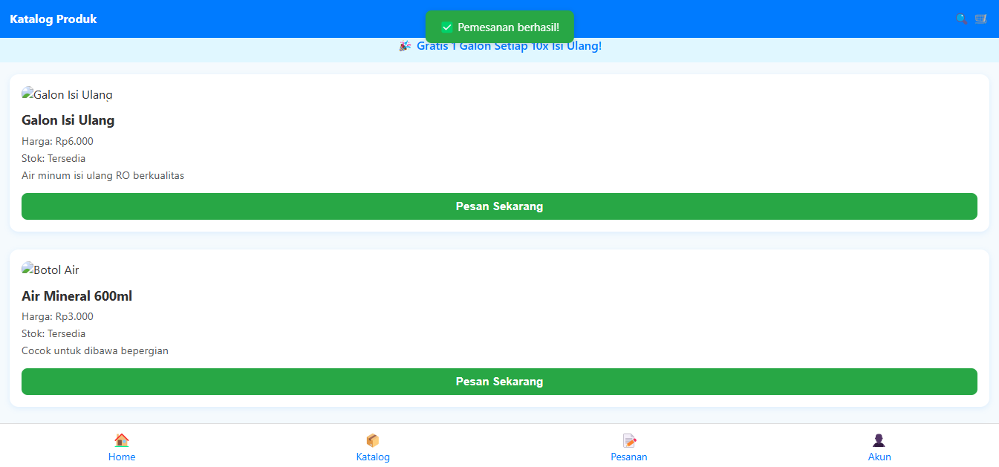 Katalog Produk
Pemesanan berhasil!
Gratis 1 Galon Setiap 10x Isi Ulang!
Galon Isi Ulang
Galon Isi Ulang
Harga: Rp6.000
Stok: Tersedia
Air minum isi ulang RO berkualitas
Pesan Sekarang
Botol Air
Air Mineral 600ml
Harga: Rp3.000
Stok: Tersedia
Cocok untuk dibawa bepergian
Pesan Sekarang
Home
Katalog
Pesanan
Akun